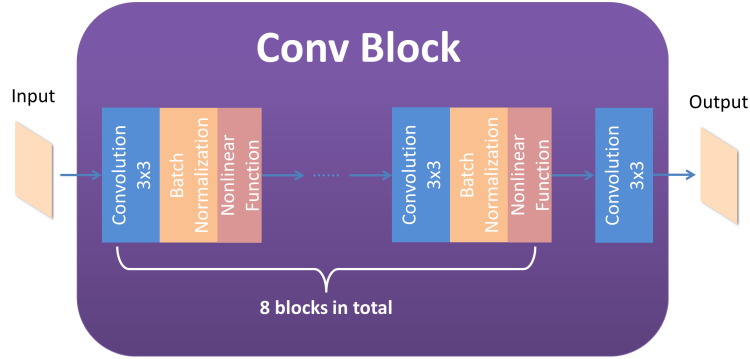 Conv Block
Input
Output
Convolution
3x3
Batch
Normalization
Nonlinear
Function
......
Convolution
3x3
Batch
Normalization
Nonlinear
Function
Convolution
3x3
8 blocks in total